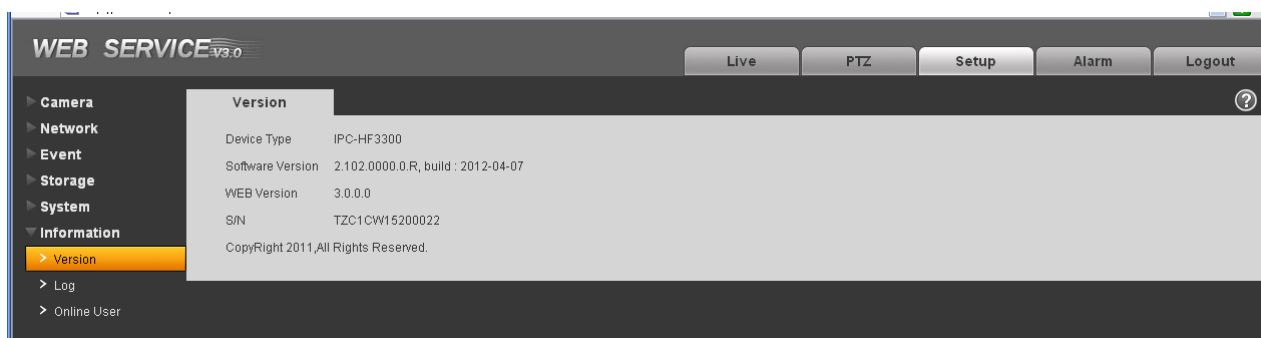 WEB SERVICE V3.0
Live PTZ Setup Alarm Logout
Camera
Network
Event
Storage
System
Information
Version
Log
Online User
Version
Device Type IPC-HF3300
Software Version 2.102.0000.0.R, build : 2012-04-07
WEB Version 3.0.0.0
S/N TZC1CW15200022
CopyRight 2011,All Rights Reserved.
?